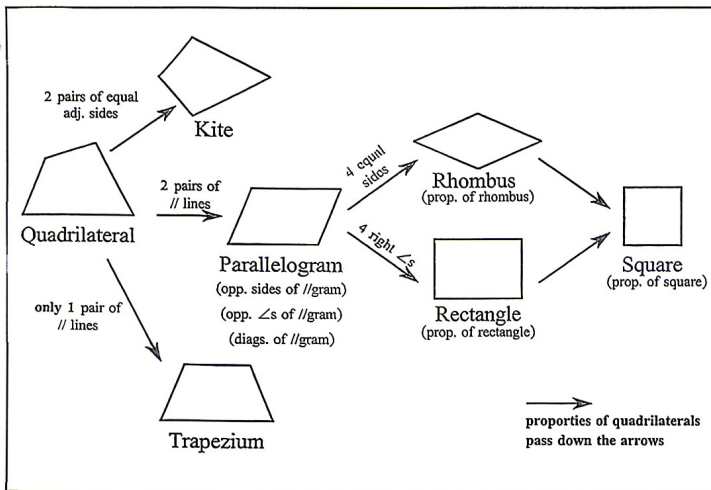 2 pairs of equal
adj. sides
Kite
Quadrilateral
2 pairs of
// lines
Parallelogram
(opp. sides of //gram)
(opp. ∠s of //gram)
(diags. of //gram)
4 equal
sides
Rhombus
(prop. of rhombus)
4 right ∠s
Rectangle
(prop. of rectangle)
Square
(prop. of square)
only 1 pair of
// lines
Trapezium
proporties of quadrilaterals
pass down the arrows